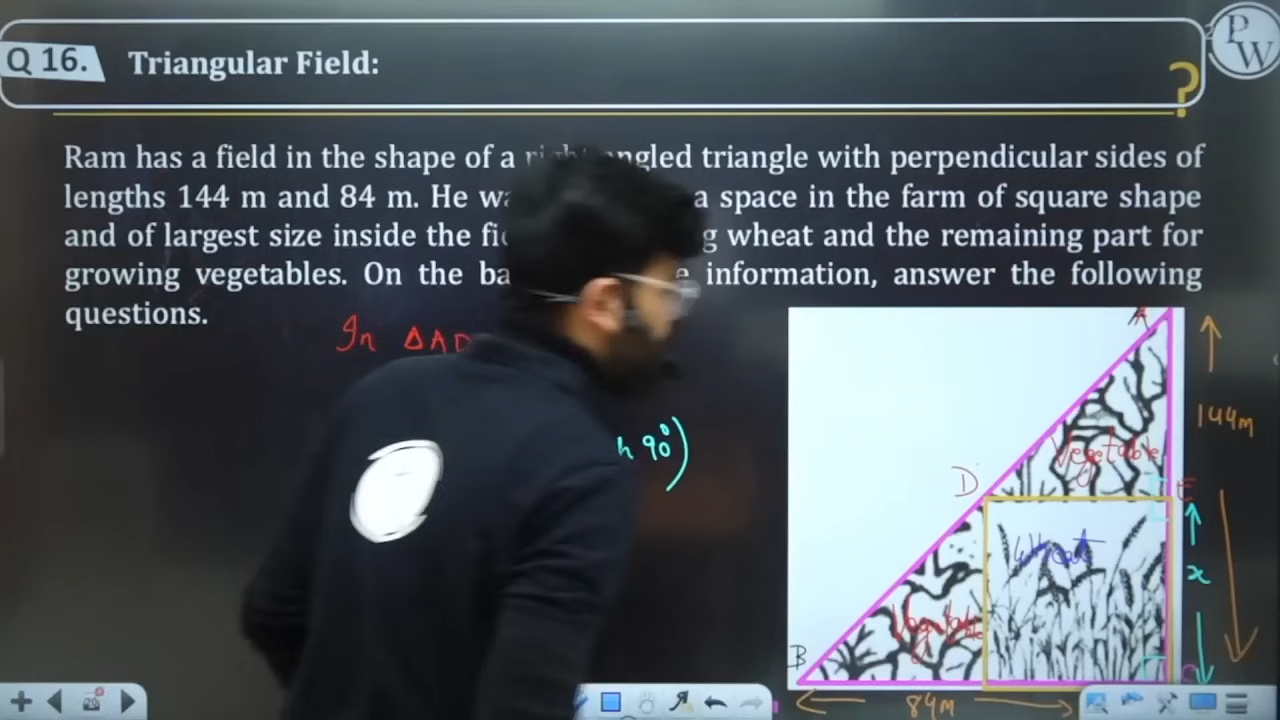 Q 16. Triangular Field:
PW
?
Ram has a field in the shape of a right angled triangle with perpendicular sides of
lengths 144 m and 84 m. He a space in the farm of square shape
and of largest size inside the wheat and the remaining part for
growing vegetables. On the information, answer the following
questions.
In ΔAD
A
144m
h 90°)
Vegetable
D
E
Wheat
x
Vegetable
B
84m